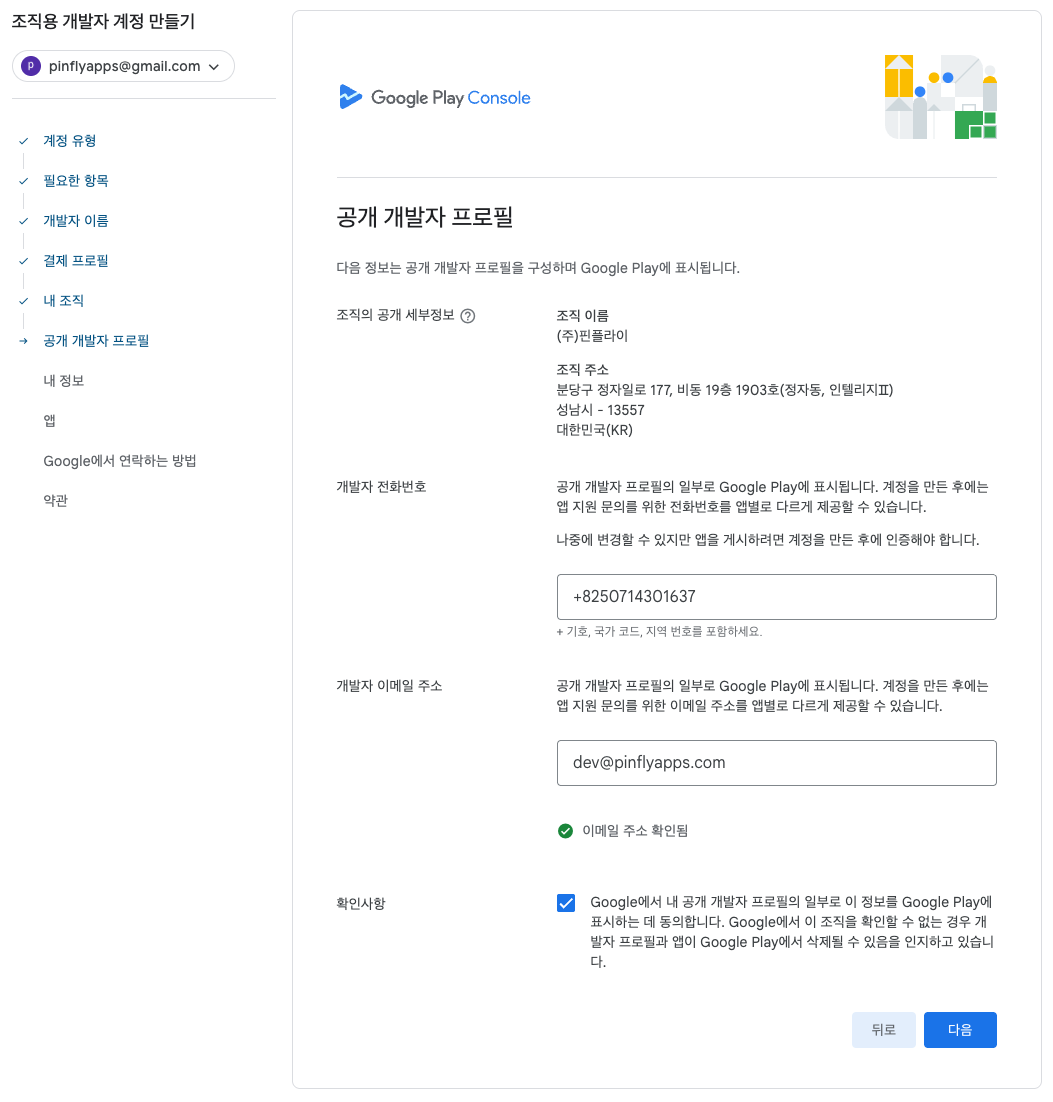 조직용 개발자 계정 만들기
p pinflyapps@gmail.com
계정 유형
필요한 항목
개발자 이름
결제 프로필
내 조직
공개 개발자 프로필
내 정보
앱
Google에서 연락하는 방법
약관
Google Play Console
공개 개발자 프로필
다음 정보는 공개 개발자 프로필을 구성하며 Google Play에 표시됩니다.
조직의 공개 세부정보
조직 이름
(주)핀플라이
조직 주소
분당구 정자일로 177, 비동 19층 1903호(정자동, 인텔리지Ⅱ)
성남시 - 13557
대한민국(KR)
개발자 전화번호
공개 개발자 프로필의 일부로 Google Play에 표시됩니다. 계정을 만든 후에는
앱 지원 문의를 위한 전화번호를 앱별로 다르게 제공할 수 있습니다.
나중에 변경할 수 있지만 앱을 게시하려면 계정을 만든 후에 인증해야 합니다.
+8250714301637
+ 기호, 국가 코드, 지역 번호를 포함하세요.
개발자 이메일 주소
공개 개발자 프로필의 일부로 Google Play에 표시됩니다. 계정을 만든 후에는
앱 지원 문의를 위한 이메일 주소를 앱별로 다르게 제공할 수 있습니다.
dev@pinflyapps.com
이메일 주소 확인됨
확인사항
Google에서 내 공개 개발자 프로필의 일부로 이 정보를 Google Play에
표시하는 데 동의합니다. Google에서 이 조직을 확인할 수 없는 경우 개
발자 프로필과 앱이 Google Play에서 삭제될 수 있음을 인지하고 있습니
다.
뒤로
다음